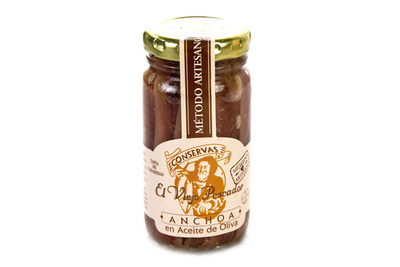 MÉTODO ARTESANO
CONSERVAS
El Viejo Pescador
ANCHOA
en Aceite de Oliva